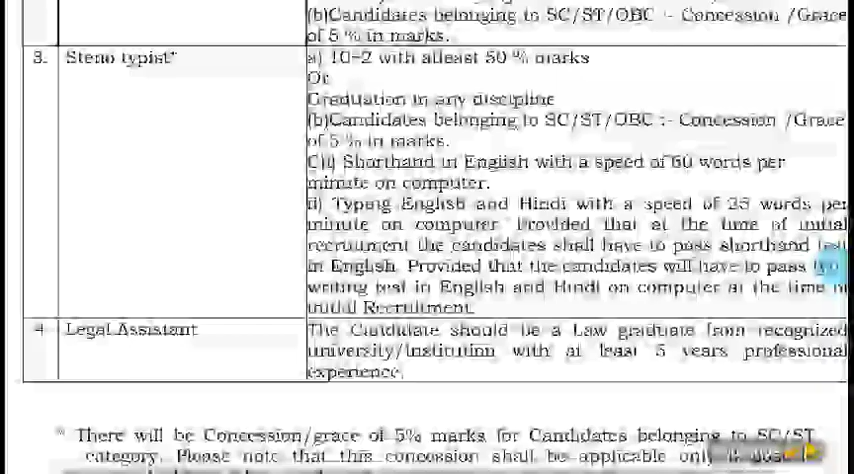 (b)Candidates belonging to SC/ST/OBC :- Concession /Grace
of 5 % in marks.
3. Steno typist* a) 10+2 with atleast 50 % marks
Or
Graduation in any discipline
(b)Candidates belonging to SC/ST/OBC :- Concession /Grace
of 5 % in marks.
C)i) Shorthand in English with a speed of 60 words per
minute on computer.
ii) Typing English and Hindi with a speed of 25 words per
minute on computer Provided that at the time of initial
recruitment the candidates shall have to pass shorthand test
in English. Provided that the candidates will have to pass
writing test in English and Hindi on computer at the time of
initial Recruitment.
4 Legal Assistant The Candidate should be a Law graduate from recognized
university/institution with at least 5 years professional
experience.
* There will be Concession/grace of 5% marks for Candidates belonging to SC/ST
category. Please note that this concession shall be applicable only